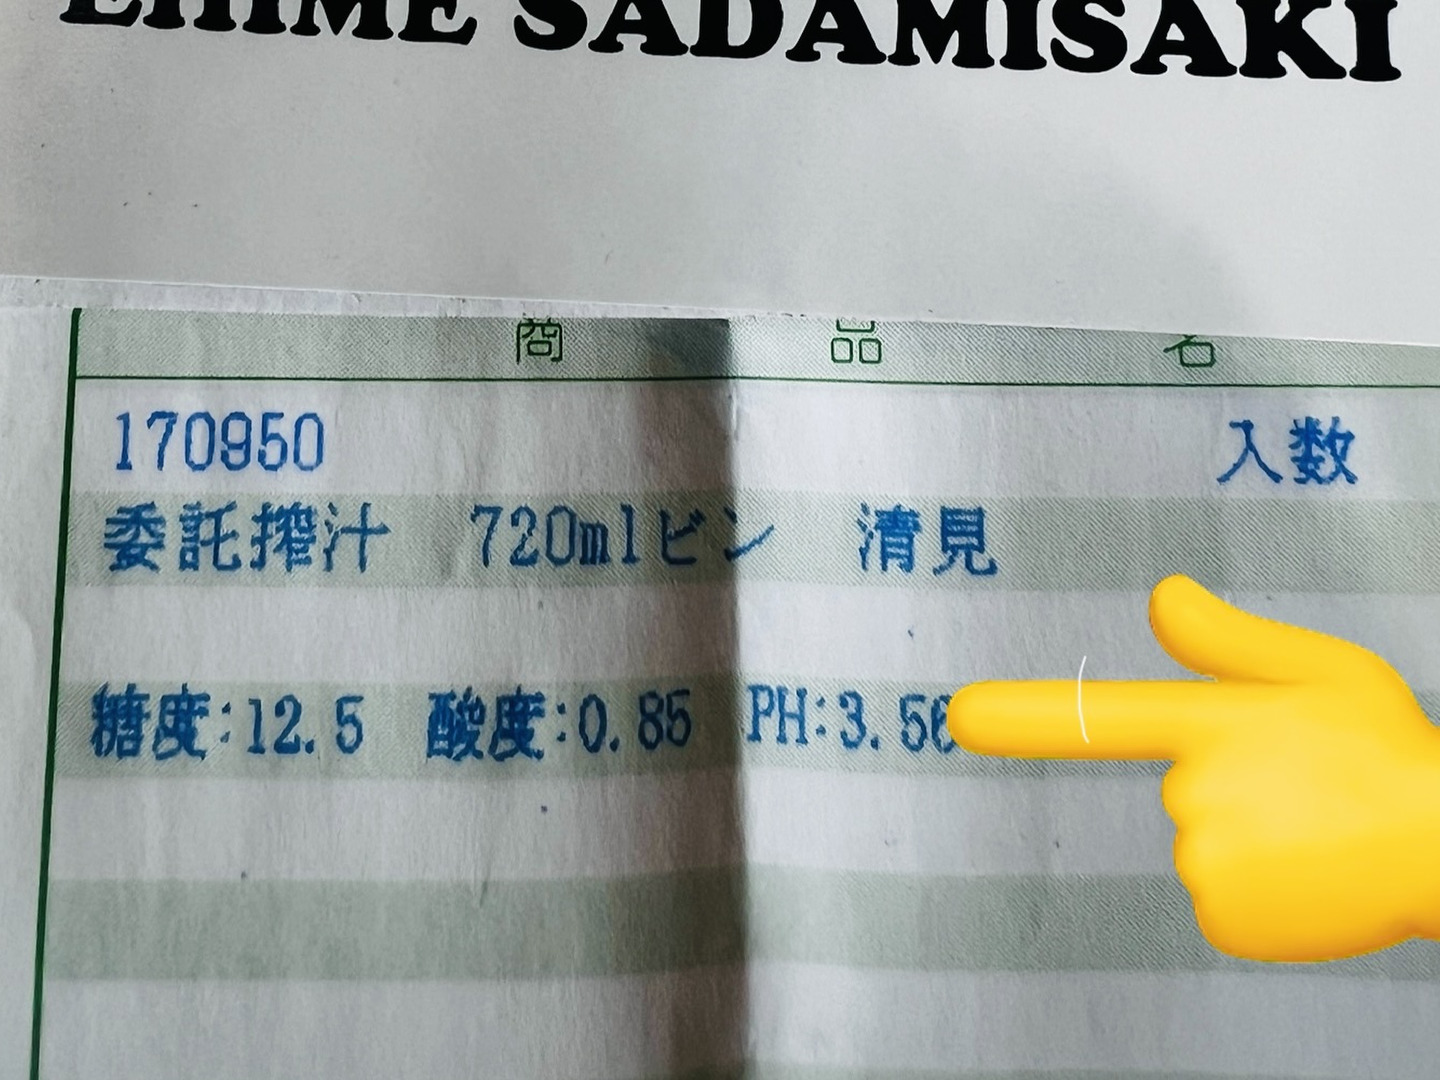 EHIME SADAMISAKI
商品名
170950 入数
委託搾汁 720mlビン 清見
糖度:12.5 酸度:0.85 PH:3.56